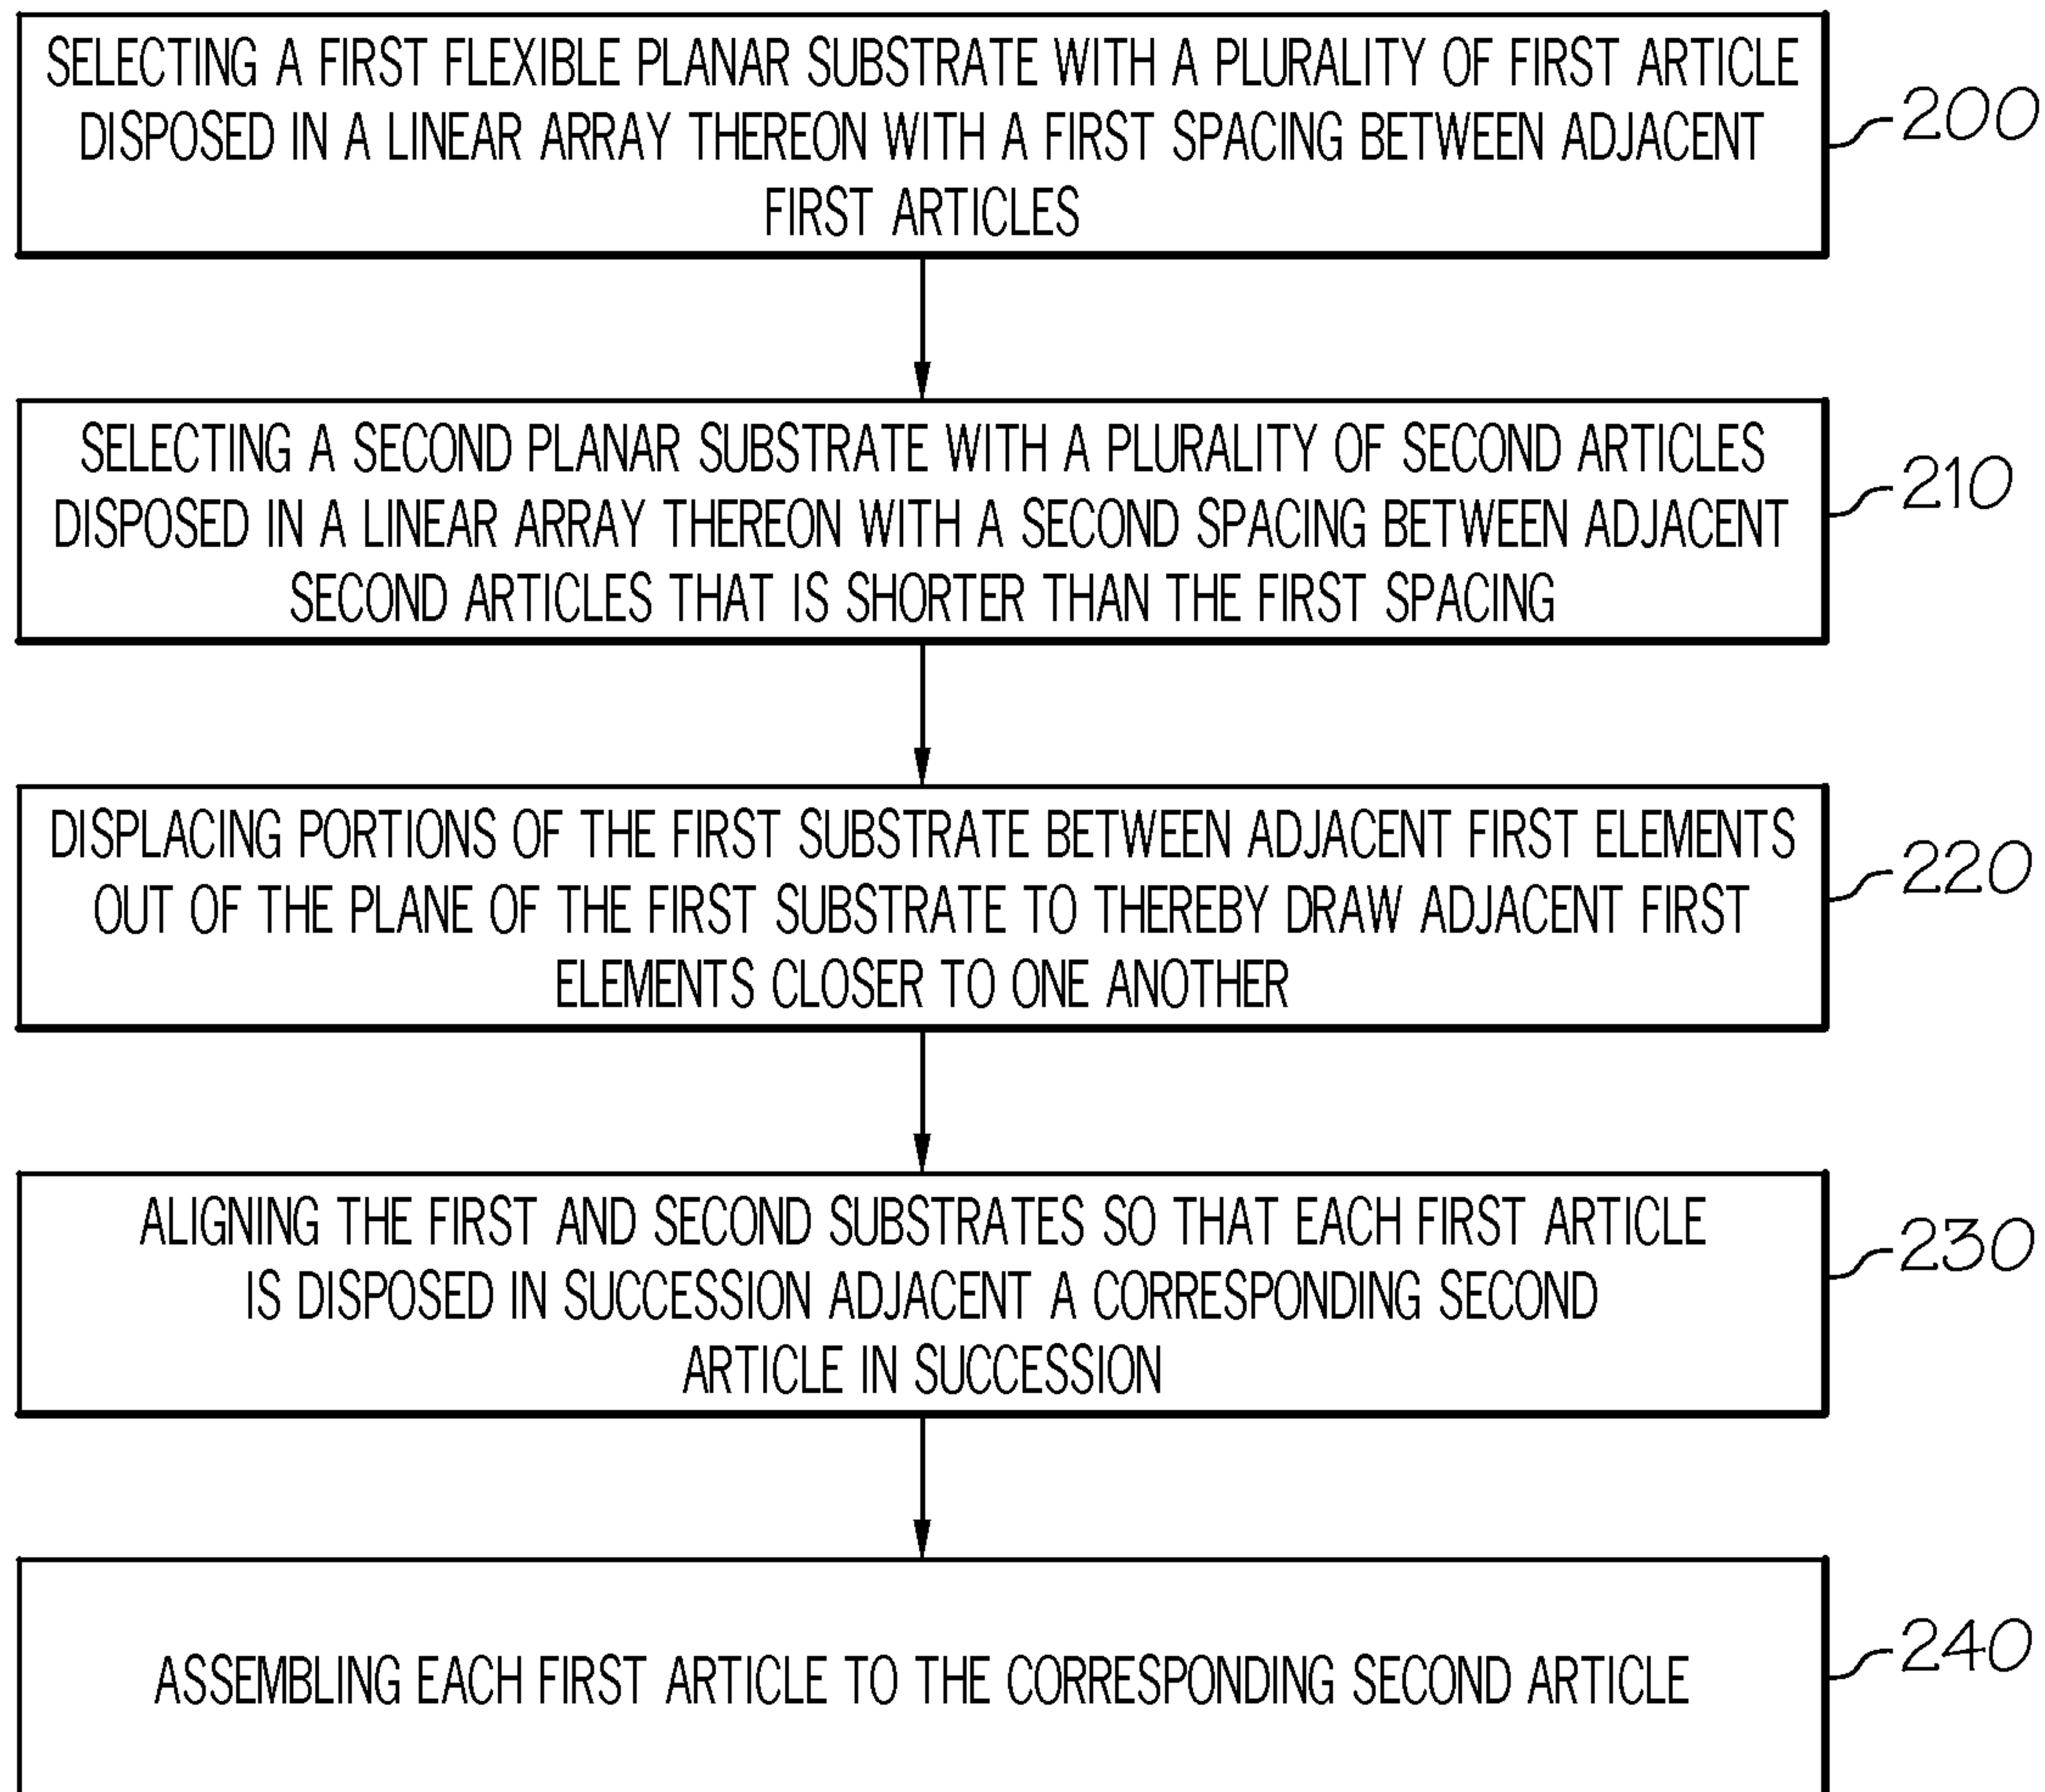 SELECTING A FIRST FLEXIBLE PLANAR SUBSTRATE WITH A PLURALITY OF FIRST ARTICLE
DISPOSED IN A LINEAR ARRAY THEREON WITH A FIRST SPACING BETWEEN ADJACENT
FIRST ARTICLES
200
SELECTING A SECOND PLANAR SUBSTRATE WITH A PLURALITY OF SECOND ARTICLES
DISPOSED IN A LINEAR ARRAY THEREON WITH A SECOND SPACING BETWEEN ADJACENT
SECOND ARTICLES THAT IS SHORTER THAN THE FIRST SPACING
210
DISPLACING PORTIONS OF THE FIRST SUBSTRATE BETWEEN ADJACENT FIRST ELEMENTS
OUT OF THE PLANE OF THE FIRST SUBSTRATE TO THEREBY DRAW ADJACENT FIRST
ELEMENTS CLOSER TO ONE ANOTHER
220
ALIGNING THE FIRST AND SECOND SUBSTRATES SO THAT EACH FIRST ARTICLE
IS DISPOSED IN SUCCESSION ADJACENT A CORRESPONDING SECOND
ARTICLE IN SUCCESSION
230
ASSEMBLING EACH FIRST ARTICLE TO THE CORRESPONDING SECOND ARTICLE
240